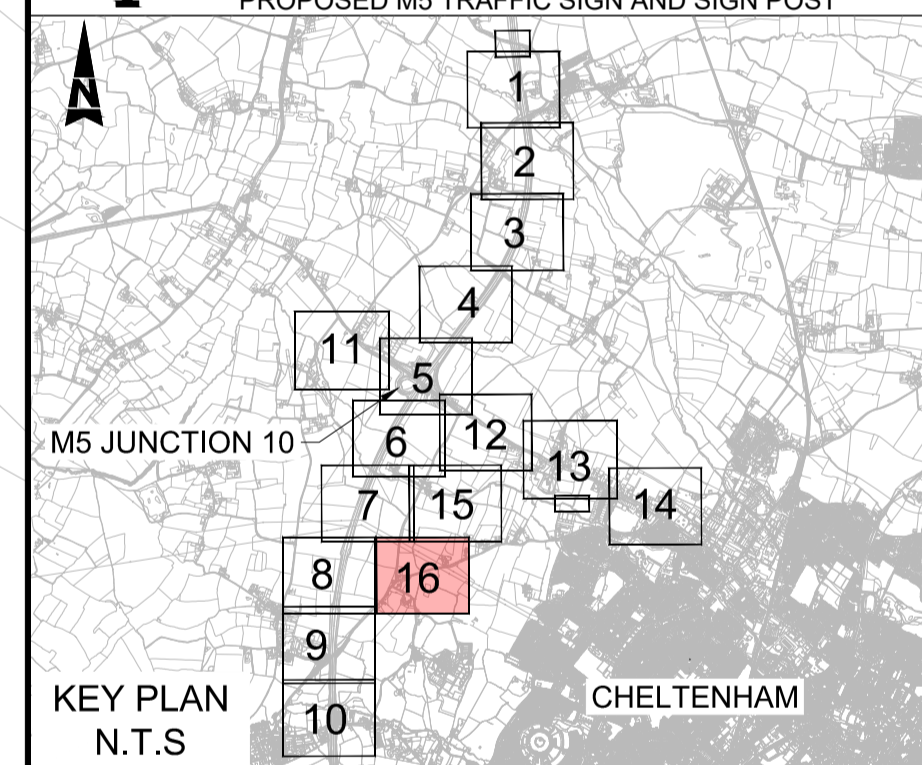 PROPOSED M5 TRAFFIC SIGN AND SIGN POST
N
1
2
3
4
11
5
M5 JUNCTION 10
6
12
13
7
15
14
8
16
9
10
KEY PLAN
N.T.S
CHELTENHAM